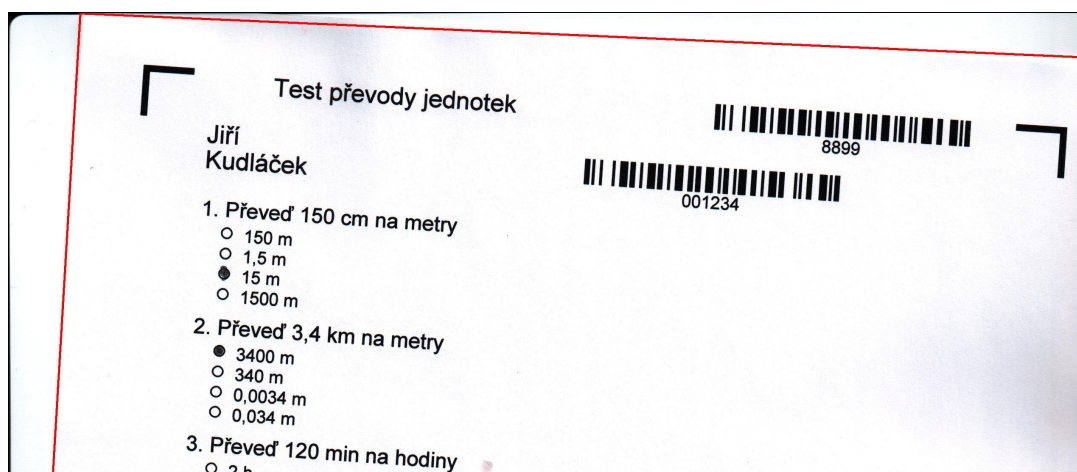 Test převody jednotek
8899
Jiří
Kudláček
001234
1. Převeď 150 cm na metry
150 m
1,5 m
15 m
1500 m
2. Převeď 3,4 km na metry
3400 m
340 m
0,0034 m
0,034 m
3. Převeď 120 min na hodiny
2 h